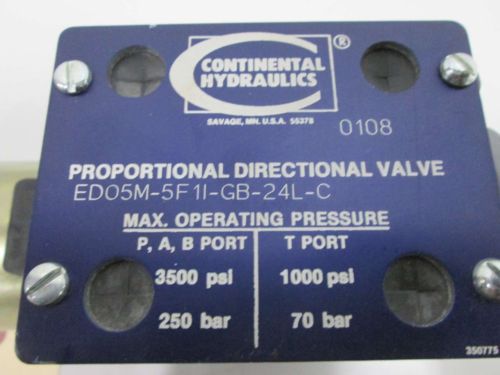 CONTINENTAL ®
HYDRAULICS
SAVAGE, MN. U.S.A. 55378
0108
PROPORTIONAL DIRECTIONAL VALVE
ED05M-5F1I-GB-24L-C
MAX. OPERATING PRESSURE
P, A, B PORT T PORT
3500 psi 1000 psi
250 bar 70 bar
350775